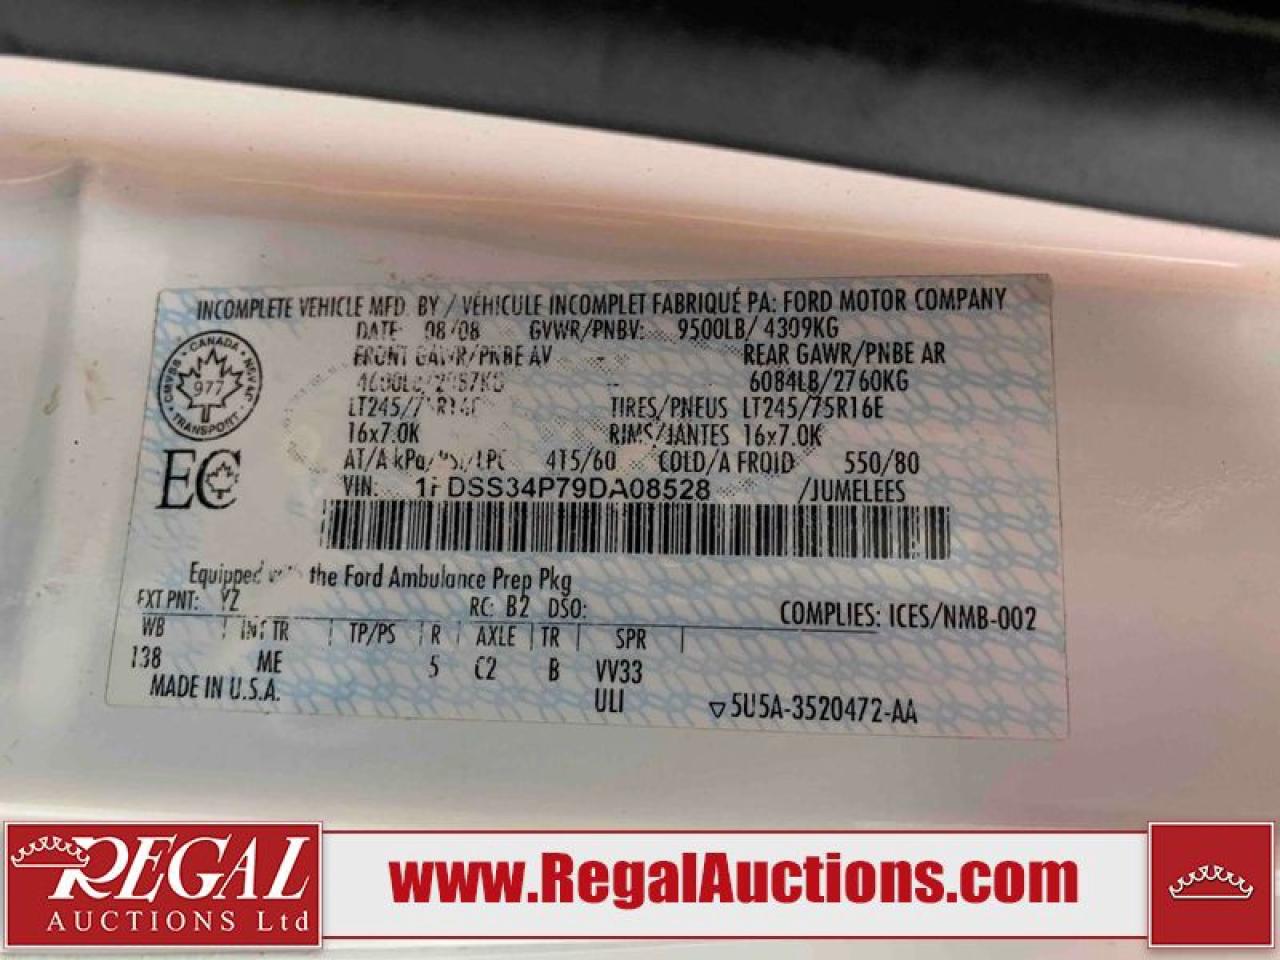 INCOMPLETE VEHICLE MFD. BY / VÉHICULE INCOMPLET FABRIQUÉ PA: FORD MOTOR COMPANY
DATE: 08/08 GVWR/PNBV: 9500LB/ 4309KG
FRONT GAWR/PNBE AV REAR GAWR/PNBE AR
6084LB/2760KG
TIRES/PNEUS LT245/75R16E
16x7.0K RIMS/JANTES 16x7.0K
AT/A kPa/PSI/LPC 415/60 COLD/A FROID 550/80
VIN: 1FDSS34P79DA08528 /JUMELEES
CANADA
CMVSS NSVAC
977
TRANSPORT
EC
Equipped with the Ford Ambulance Prep Pkg
EXT PNT: YZ RC: B2 DSO: COMPLIES: ICES/NMB-002
WB INT TR TP/PS R AXLE TR SPR
138 ME 5 C2 B VV33
MADE IN U.S.A. ULI ▽5U5A-3520472-AA
REGAL
AUCTIONS Ltd
www.RegalAuctions.com